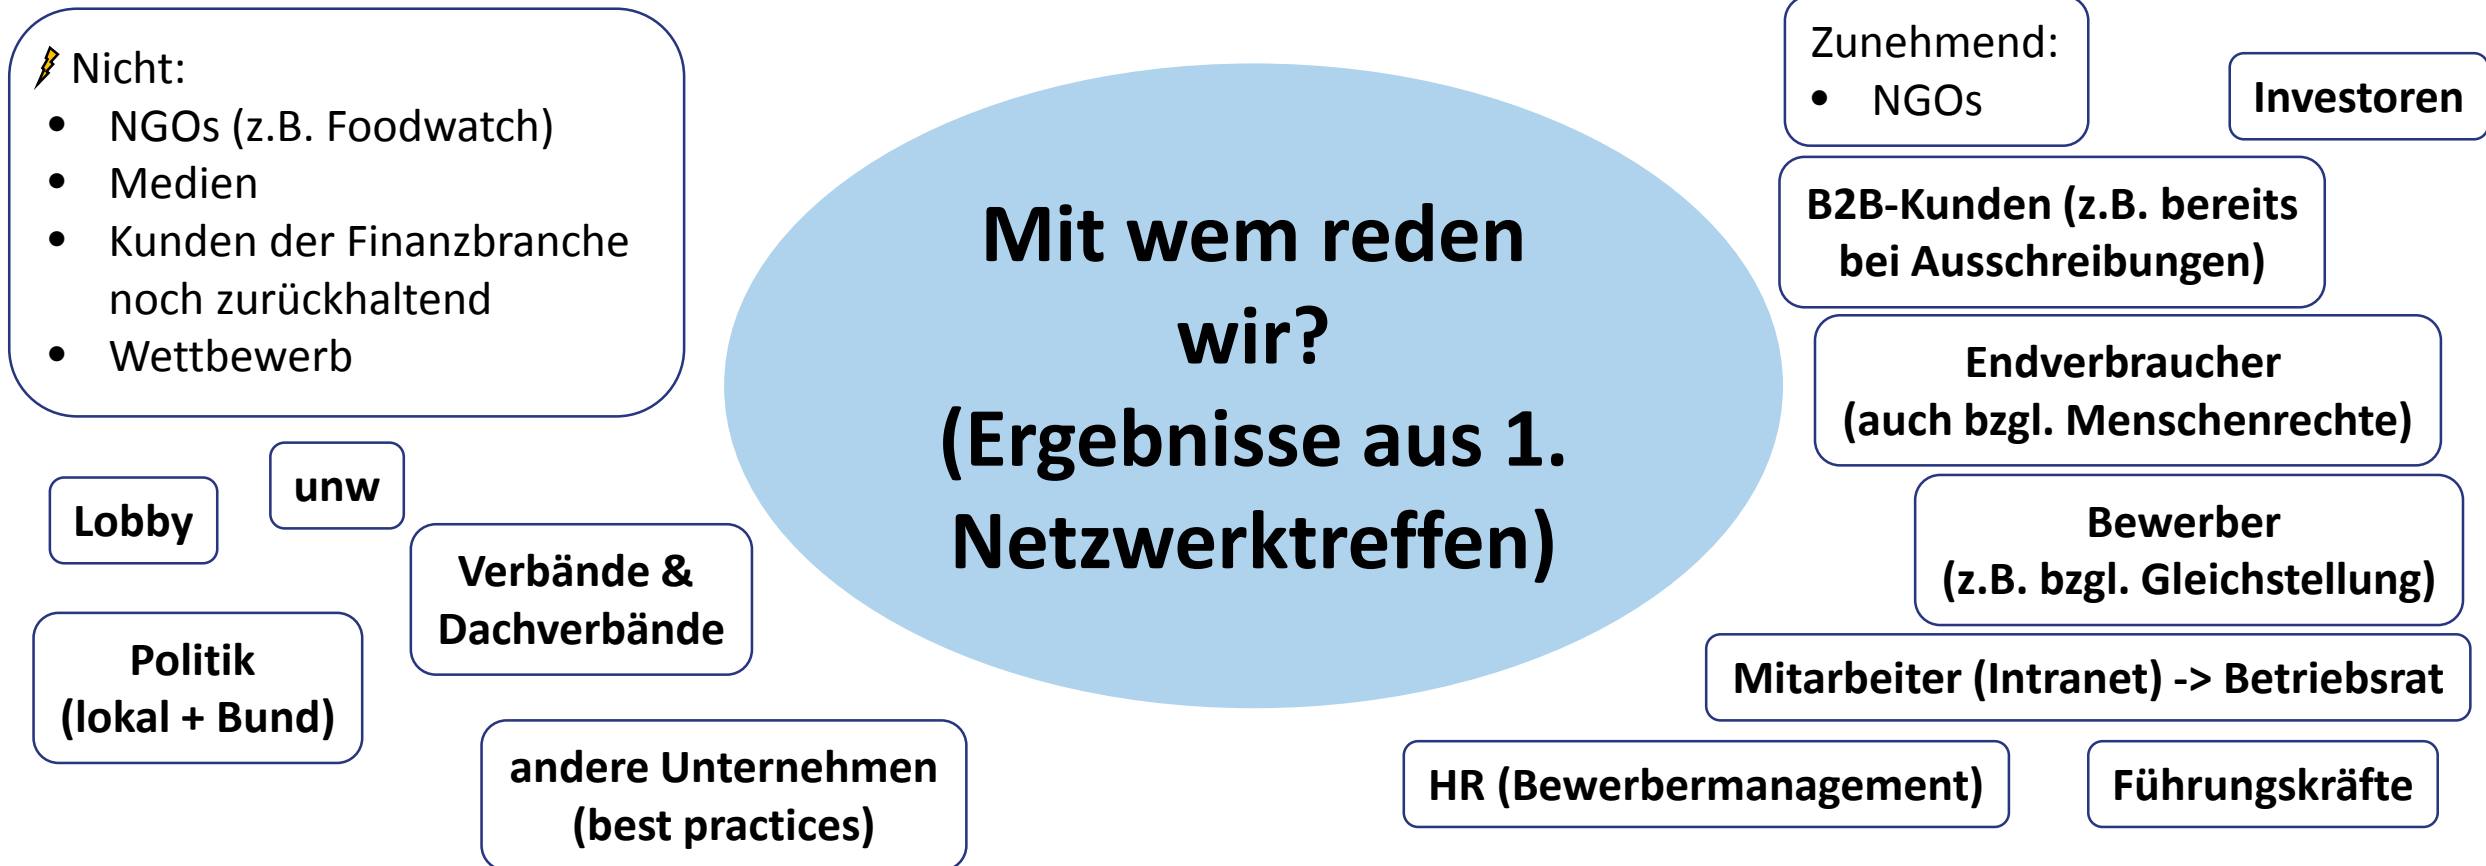 Nicht:
• NGOs (z.B. Foodwatch)
• Medien
• Kunden der Finanzbranche
noch zurückhaltend
• Wettbewerb
Lobby
unw
Verbände &
Dachverbände
Politik
(lokal + Bund)
andere Unternehmen
(best practices)
Mit wem reden
wir?
(Ergebnisse aus 1.
Netzwerktreffen)
Zunehmend:
• NGOs
Investoren
B2B-Kunden (z.B. bereits
bei Ausschreibungen)
Endverbraucher
(auch bzgl. Menschenrechte)
Bewerber
(z.B. bzgl. Gleichstellung)
Mitarbeiter (Intranet) -> Betriebsrat
HR (Bewerbermanagement)
Führungskräfte